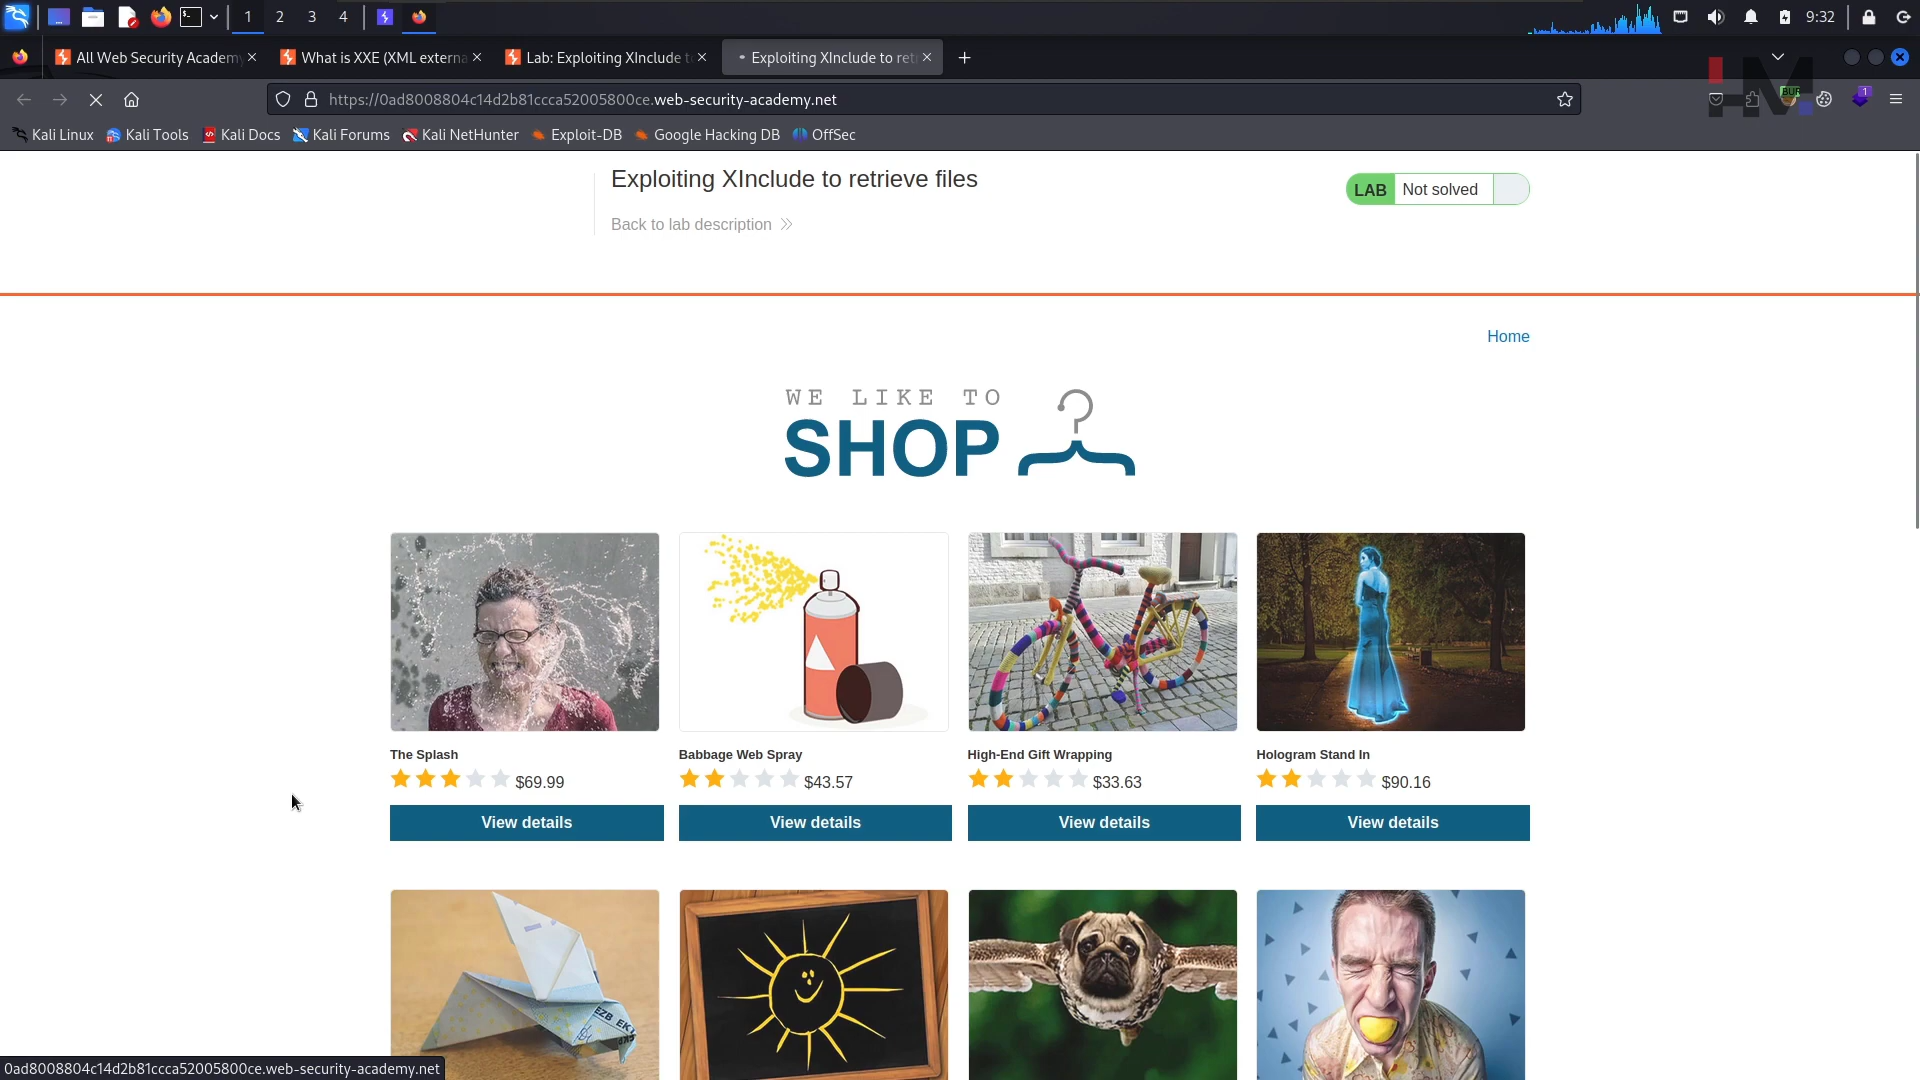 1
2
3
4
9:32
All Web Security Academy
What is XXE (XML externa
Lab: Exploiting XInclude t
Exploiting XInclude to ret
https://0ad8008804c14d2b81ccca52005800ce.web-security-academy.net
BUR
1
Kali Linux
Kali Tools
Kali Docs
Kali Forums
Kali NetHunter
Exploit-DB
Google Hacking DB
OffSec
Exploiting XInclude to retrieve files
Back to lab description
LAB
Not solved
Home
WE LIKE TO
SHOP
The Splash
$69.99
View details
Babbage Web Spray
$43.57
View details
High-End Gift Wrapping
$33.63
View details
Hologram Stand In
$90.16
View details
0ad8008804c14d2b81ccca52005800ce.web-security-academy.net